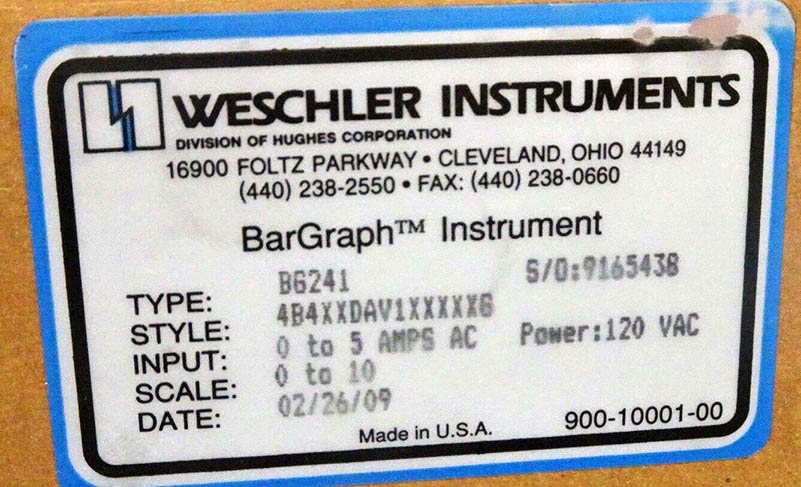 WESCHLER INSTRUMENTS
DIVISION OF HUGHES CORPORATION
16900 FOLTZ PARKWAY • CLEVELAND, OHIO 44149
(440) 238-2550 • FAX: (440) 238-0660
BarGraph™ Instrument
TYPE: BG241 S/O:9165438
STYLE: 4B4XXDAV1XXXXXG
INPUT: 0 to 5 AMPS AC Power:120 VAC
SCALE: 0 to 10
DATE: 02/26/09
Made in U.S.A. 900-10001-00